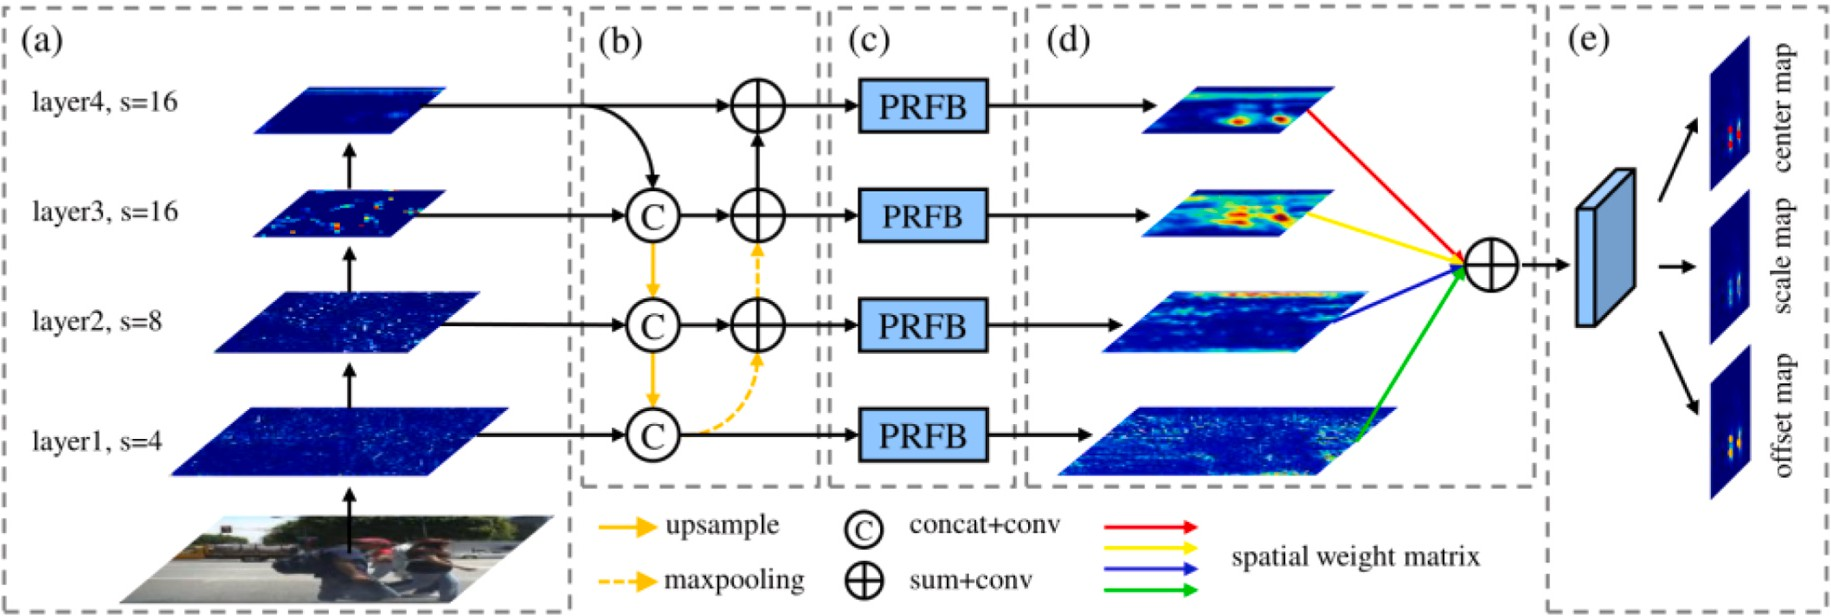 (a)
(b)
(c)
(d)
(e)
layer4, s=16
layer3, s=16
layer2, s=8
layer1, s=4
C
C
C
PRFB
PRFB
PRFB
PRFB
center map
scale map
offset map
upsample
maxpooling
C
concat+conv
sum+conv
spatial weight matrix